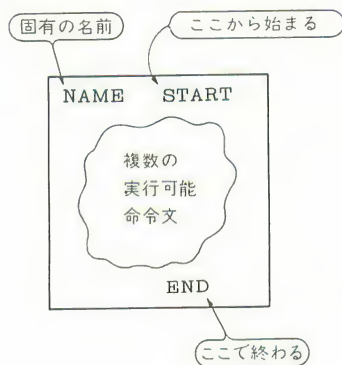 固有の名前
ここから始まる
NAME START
複数の
実行可能
命令文
END
ここで終わる